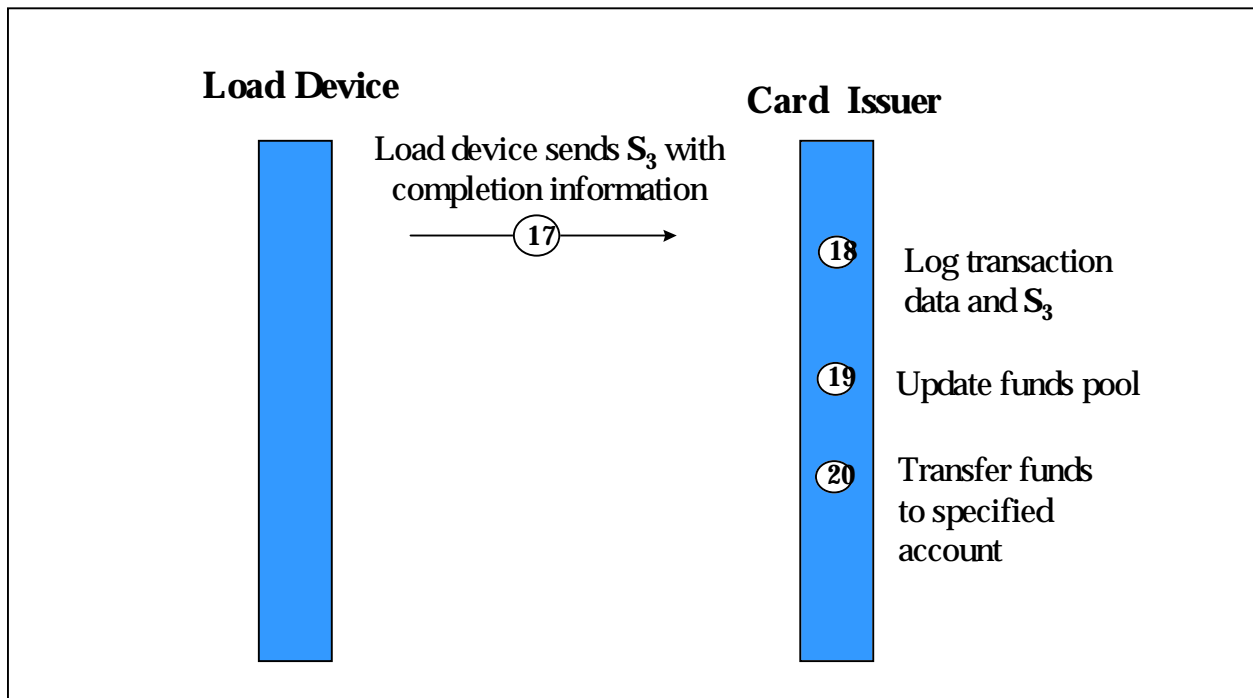 Load Device
Card Issuer
Load device sends S₃ with
completion information
17
18
Log transaction
data and S₃
19
Update funds pool
20
Transfer funds
to specified
account